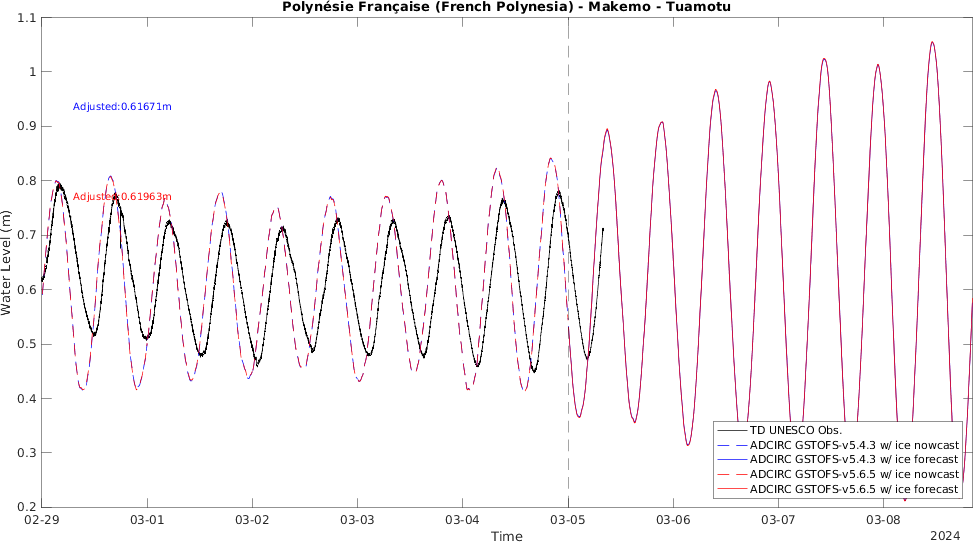 Polynésie Française (French Polynesia) - Makemo - Tuamotu
1.1
1
0.9
0.8
0.7
0.6
0.5
0.4
0.3
0.2
Water Level (m)
Adjusted:0.61671m
Adjusted:0.61963m
TD UNESCO Obs.
ADCIRC GSTOFS-v5.4.3 w/ ice nowcast
ADCIRC GSTOFS-v5.4.3 w/ ice forecast
ADCIRC GSTOFS-v5.6.5 w/ ice nowcast
ADCIRC GSTOFS-v5.6.5 w/ ice forecast
02-29 03-01 03-02 03-03 03-04 03-05 03-06 03-07 03-08
Time
2024